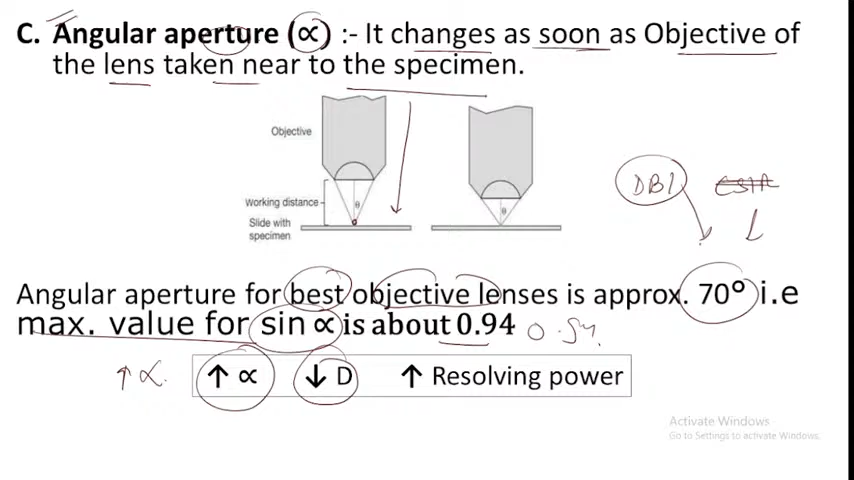 C. Angular aperture (∝) :- It changes as soon as Objective of
the lens taken near to the specimen.
Objective
Working distance
θ
θ
Slide with
specimen
DBI
L
Angular aperture for best objective lenses is approx. 70° i.e
max. value for sin ∝ is about 0.94
↑ ∝.
↑ ∝ ↓ D ↑ Resolving power
Activate Windows
Go to Settings to activate Windows.